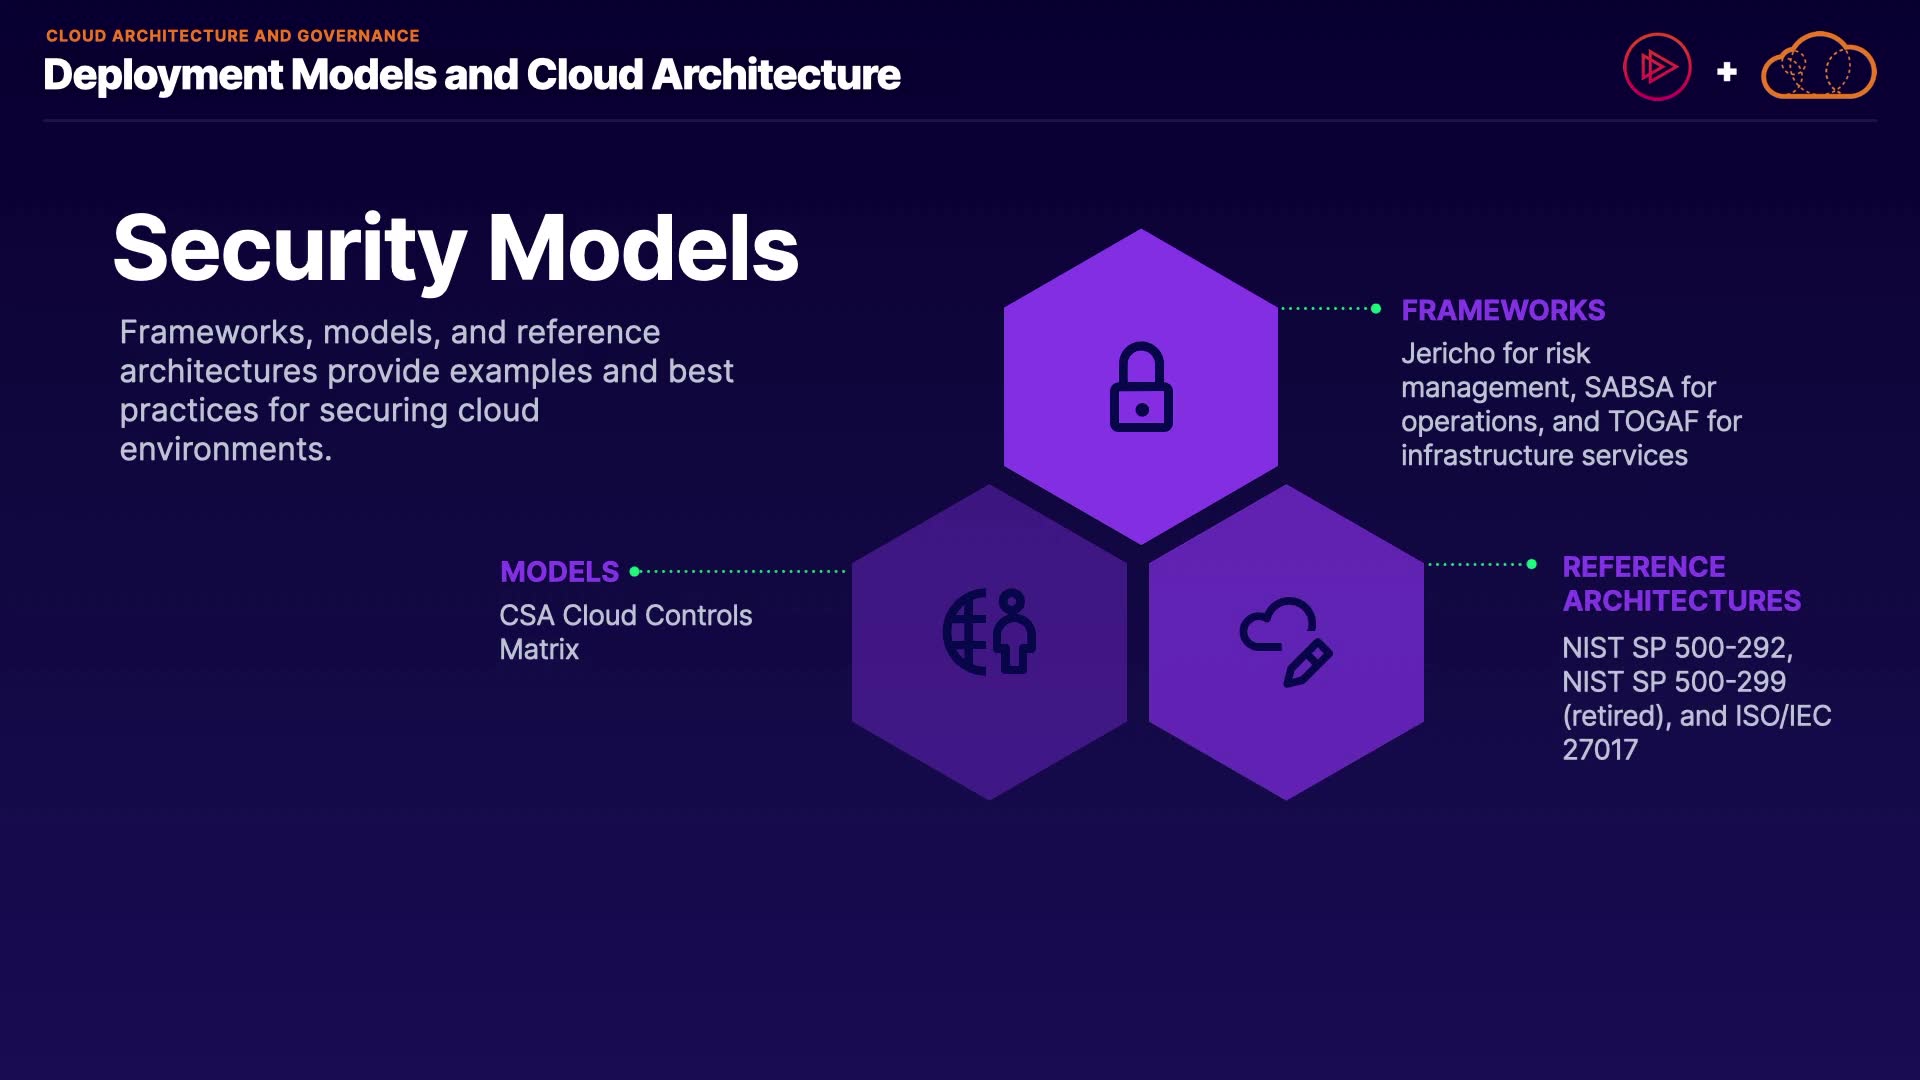 CLOUD ARCHITECTURE AND GOVERNANCE
Deployment Models and Cloud Architecture
Security Models
Frameworks, models, and reference
architectures provide examples and best
practices for securing cloud
environments.
FRAMEWORKS
Jericho for risk
management, SABSA for
operations, and TOGAF for
infrastructure services
MODELS
CSA Cloud Controls
Matrix
REFERENCE
ARCHITECTURES
NIST SP 500-292,
NIST SP 500-299
(retired), and ISO/IEC
27017